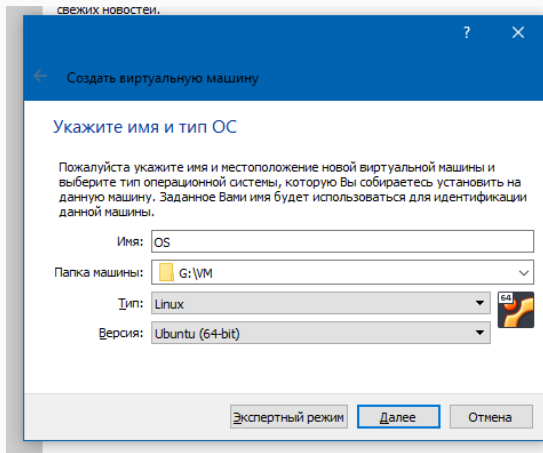 свежих новостей.
?
Создать виртуальную машину
Укажите имя и тип ОС
Пожалуйста укажите имя и местоположение новой виртуальной машины и
выберите тип операционной системы, которую Вы собираетесь установить на
данную машину. Заданное Вами имя будет использоваться для идентификации
данной машины.
Имя: OS
Папка машины: G:\VM
Тип: Linux
64
Версия: Ubuntu (64-bit)
Экспертный режим Далее Отмена